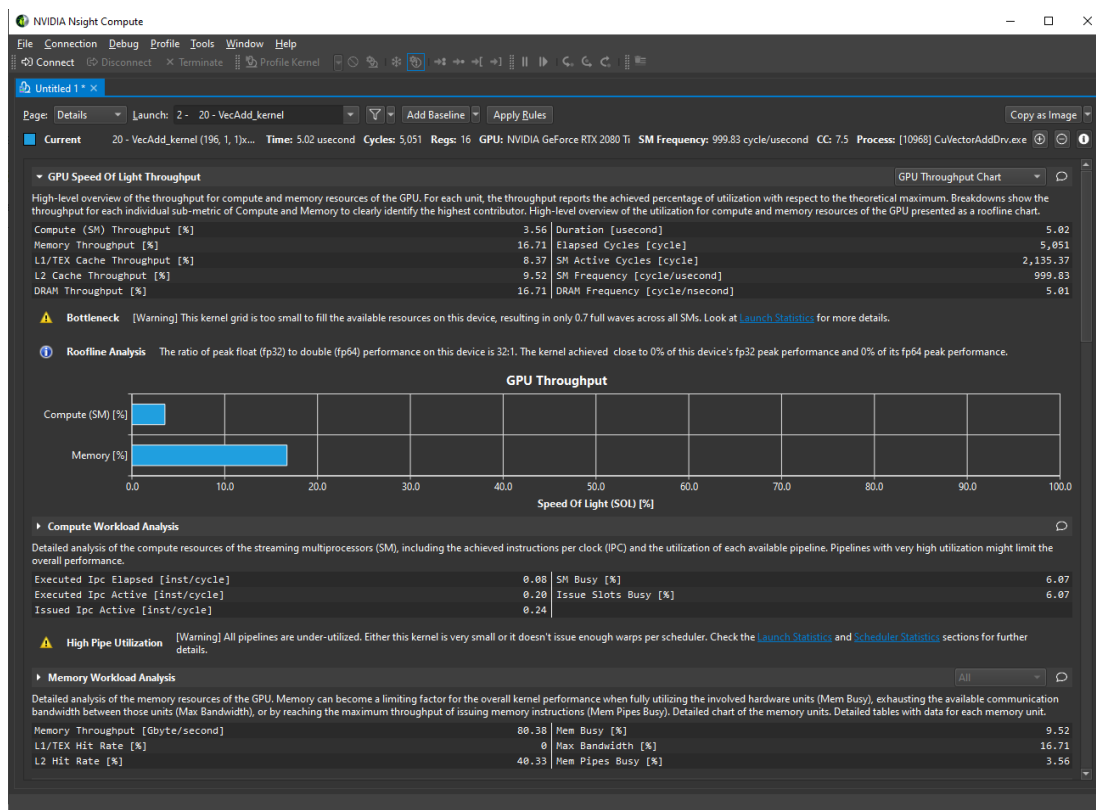 NVIDIA Nsight Compute
File Connection Debug Profile Tools Window Help
Connect Disconnect Terminate Profile Kernel
Untitled 1 *
Page: Details Launch: 2 - 20 - VecAdd_kernel Add Baseline Apply Rules Copy as Image
Current 20 - VecAdd_kernel (196, 1, 1)x... Time: 5.02 usecond Cycles: 5,051 Regs: 16 GPU: NVIDIA GeForce RTX 2080 Ti SM Frequency: 999.83 cycle/usecond CC: 7.5 Process: [10968] CuVectorAddDrv.exe
GPU Speed Of Light Throughput GPU Throughput Chart
High-level overview of the throughput for compute and memory resources of the GPU. For each unit, the throughput reports the achieved percentage of utilization with respect to the theoretical maximum. Breakdowns show the
throughput for each individual sub-metric of Compute and Memory to clearly identify the highest contributor. High-level overview of the utilization for compute and memory resources of the GPU presented as a roofline chart.
Compute (SM) Throughput [%] 3.56 Duration [usecond] 5.02
Memory Throughput [%] 16.71 Elapsed Cycles [cycle] 5,051
L1/TEX Cache Throughput [%] 8.37 SM Active Cycles [cycle] 2,135.37
L2 Cache Throughput [%] 9.52 SM Frequency [cycle/usecond] 999.83
DRAM Throughput [%] 16.71 DRAM Frequency [cycle/nsecond] 5.01
Bottleneck [Warning] This kernel grid is too small to fill the available resources on this device, resulting in only 0.7 full waves across all SMs. Look at Launch Statistics for more details.
Roofline Analysis The ratio of peak float (fp32) to double (fp64) performance on this device is 32:1. The kernel achieved close to 0% of this device's fp32 peak performance and 0% of its fp64 peak performance.
GPU Throughput
Compute (SM) [%]
Memory [%]
0.0 10.0 20.0 30.0 40.0 50.0 60.0 70.0 80.0 90.0 100.0
Speed Of Light (SOL) [%]
Compute Workload Analysis
Detailed analysis of the compute resources of the streaming multiprocessors (SM), including the achieved instructions per clock (IPC) and the utilization of each available pipeline. Pipelines with very high utilization might limit the
overall performance.
Executed Ipc Elapsed [inst/cycle] 0.08 SM Busy [%] 6.07
Executed Ipc Active [inst/cycle] 0.20 Issue Slots Busy [%] 6.07
Issued Ipc Active [inst/cycle] 0.24
High Pipe Utilization [Warning] All pipelines are under-utilized. Either this kernel is very small or it doesn't issue enough warps per scheduler. Check the Launch Statistics and Scheduler Statistics sections for further
details.
Memory Workload Analysis All
Detailed analysis of the memory resources of the GPU. Memory can become a limiting factor for the overall kernel performance when fully utilizing the involved hardware units (Mem Busy), exhausting the available communication
bandwidth between those units (Max Bandwidth), or by reaching the maximum throughput of issuing memory instructions (Mem Pipes Busy). Detailed chart of the memory units. Detailed tables with data for each memory unit.
Memory Throughput [Gbyte/second] 80.38 Mem Busy [%] 9.52
L1/TEX Hit Rate [%] 0 Max Bandwidth [%] 16.71
L2 Hit Rate [%] 40.33 Mem Pipes Busy [%] 3.56